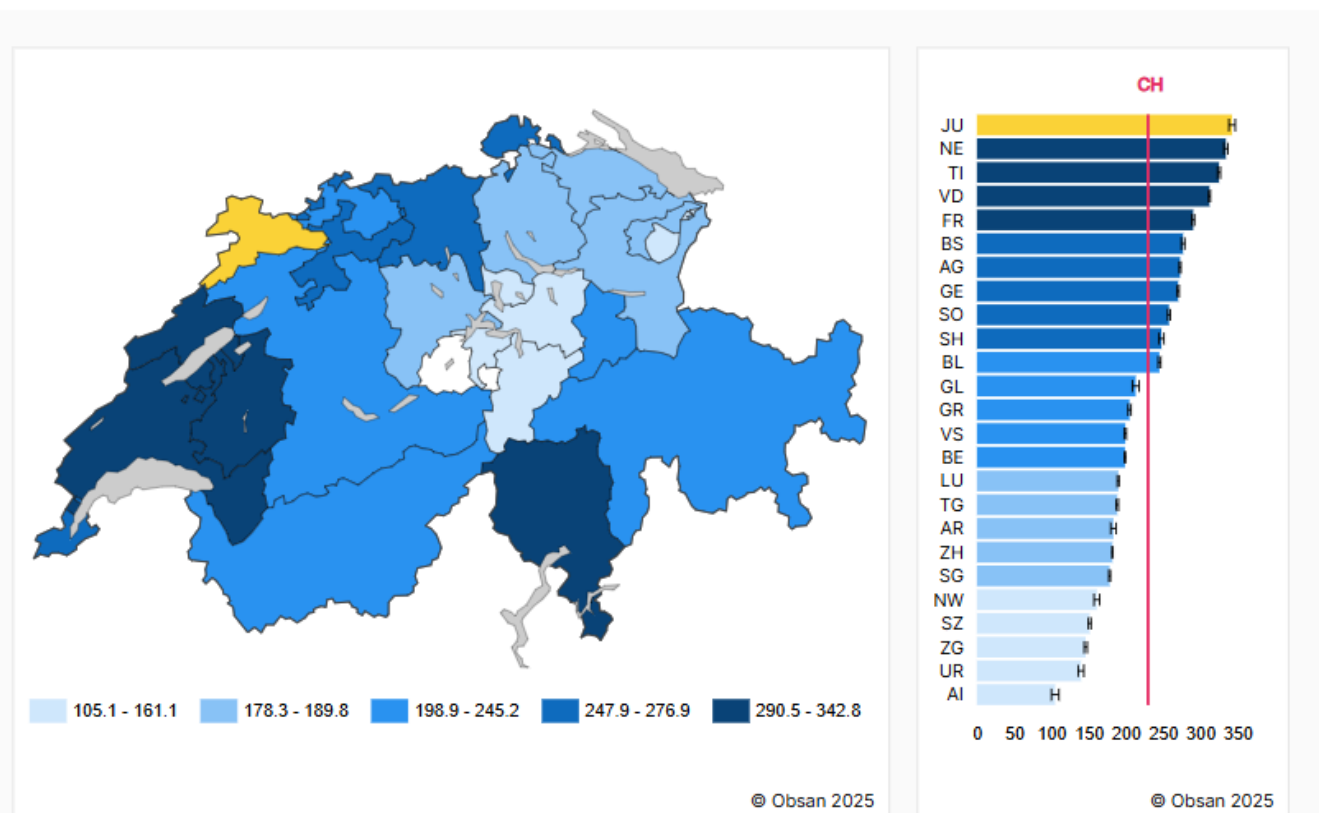 105.1 - 161.1
178.3 - 189.8
198.9 - 245.2
247.9 - 276.9
290.5 - 342.8
© Obsan 2025
CH
JU
NE
TI
VD
FR
BS
AG
GE
SO
SH
BL
GL
GR
VS
BE
LU
TG
AR
ZH
SG
NW
SZ
ZG
UR
AI
0 50 100 150 200 250 300 350
© Obsan 2025